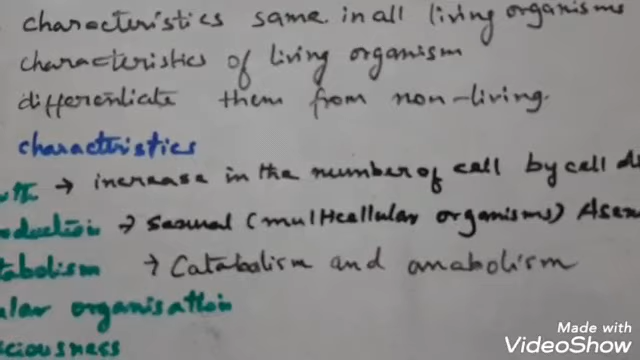 characteristics same in all living organisms
characteristics of living organism
differentiate them from non-living.
characteristics
→ increase in the number of cell by cell
→ sexual (multicellular organisms)
→ Catabolism and anabolism
organisation
Made with
VideoShow